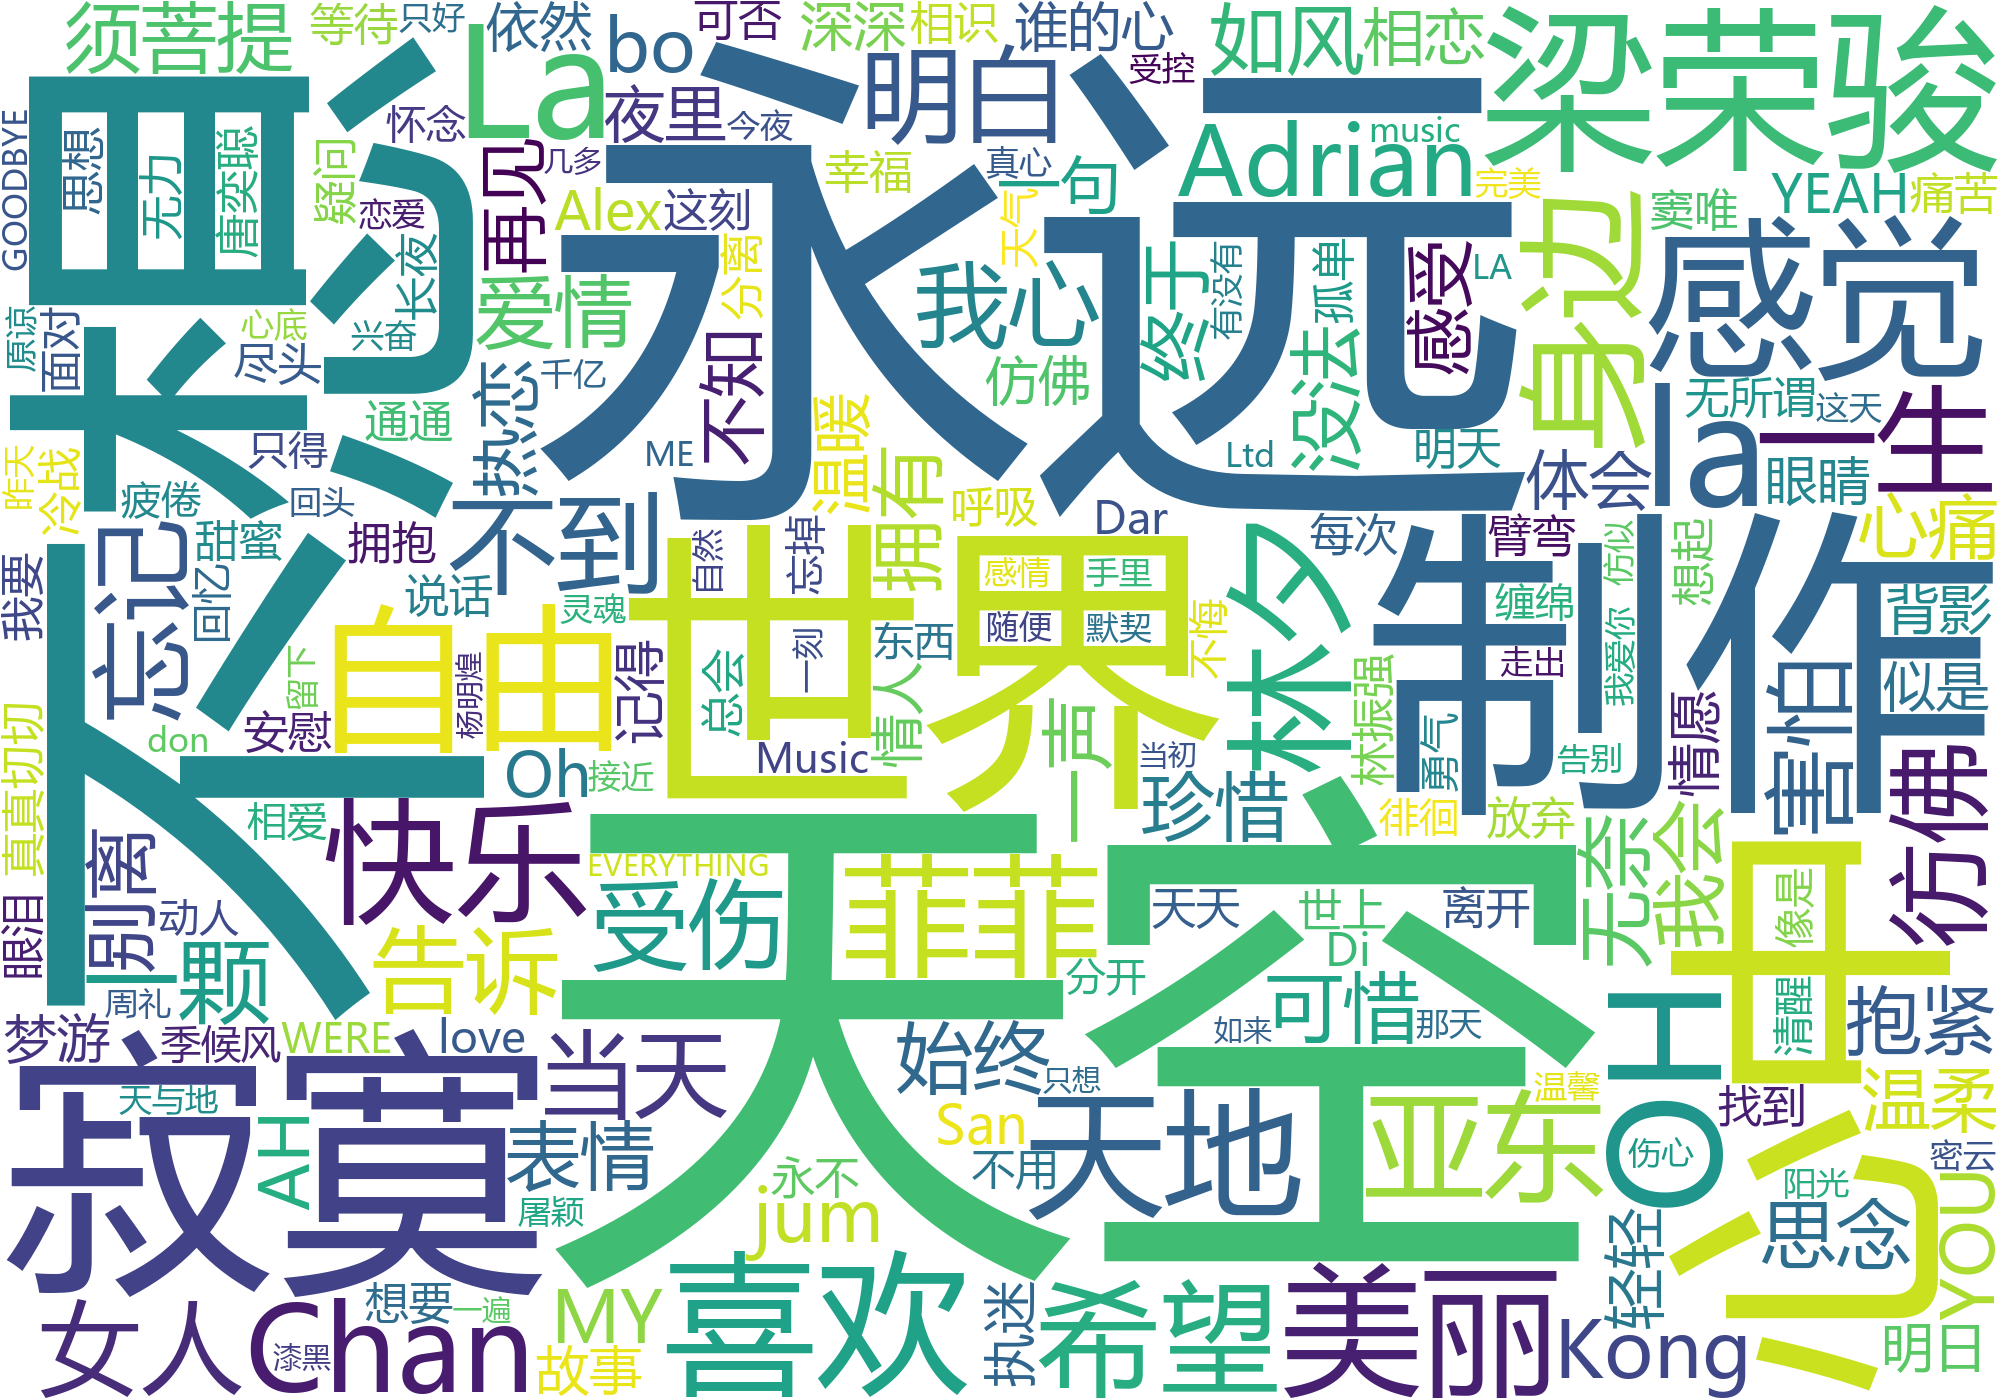 须菩提
等待
只好
依然
La
bo
可否
深深
相识
谁的心
受控
如风
相恋
梁荣骏
GOODBYE
思想
无力
唐奕聪
疑问
怀念
夜里
今夜
明白
永远
一句
Adrian
music
完美
窦唯
YEAH
痛苦
恋爱
长夜
再见
几多
Alex
这刻
幸福
真心
天气
身边
感觉
相信
原谅
面对
心底
尽头
兴奋
爱情
分离
我心
终于
有没有
孤单
感受
LA
仿佛
没法
热恋
千亿
不知
ME
通通
只得
温暖
拥有
Ltd
明天
无所谓
这天
一生
la
昨天
冷战
疲倦
回头
甜蜜
拥抱
不到
呼吸
Dar
体会
眼睛
每次
臂弯
仿似
想起
心痛
我要
忘记
回忆
说话
自然
忘掉
世界
感情
手里
随便
默契
不悔
林夕
制作
缠绵
我爱你
背影
不
自由
灵魂
东西
留下
安慰
杨明煌
记得
总会
一刻
情人
一声
走出
似是
真真切切
don
Oh
接近
Music
当初
林振强
勇气
告别
情愿
害怕
相爱
快乐
珍惜
徘徊
放弃
彷佛
眼泪
别离
动人
EVERYTHING
受伤
菲菲
天空
天天
世上
离开
无奈
我会
心中
像是
一颗
告诉
周礼
分开
Di
可惜
清醒
抱紧
梦游
季候风
WERE
love
当天
始终
如来
那天
寂寞
天与地
AH
表情
只想
San
天地
亚东
温馨
OH
找到
温柔
伤心
密云
屠颖
永不
jum
不用
阳光
思念
YOU
轻轻
女人
想要
一遍
Chan
漆黑
MY
故事
喜欢
执迷
希望
美丽
Kong
明日